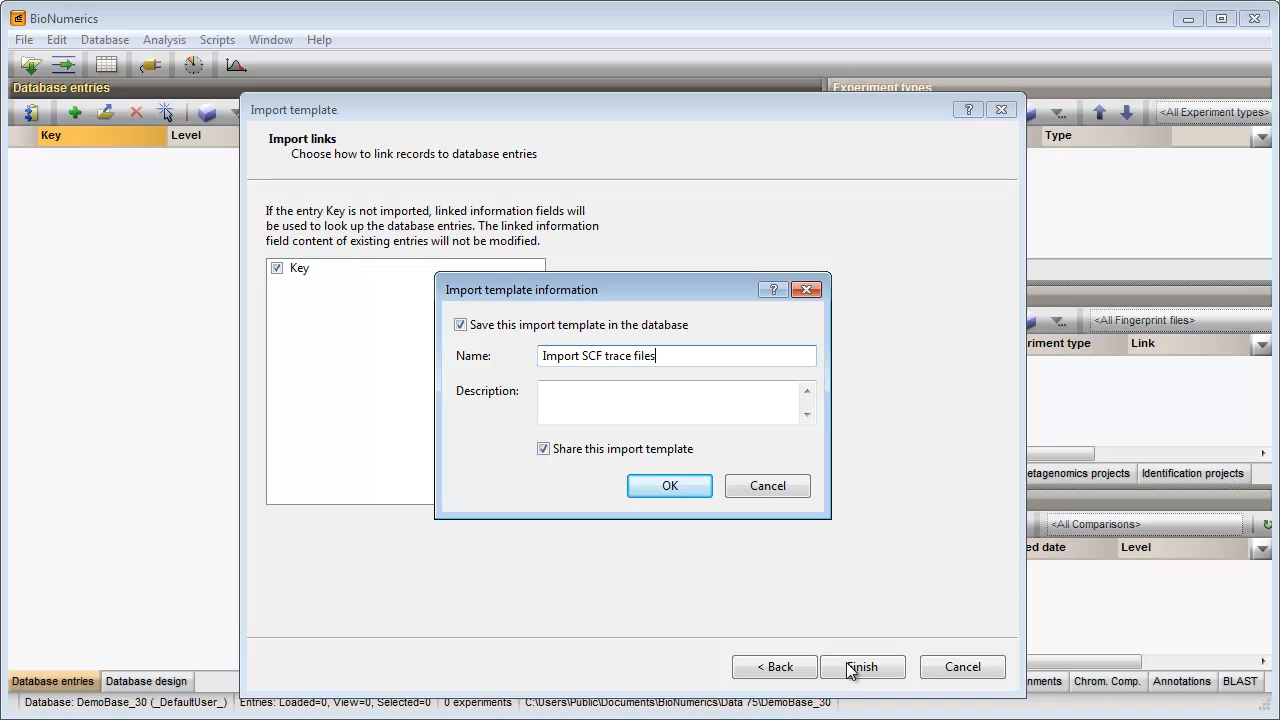 BioNumerics
File Edit Database Analysis Scripts Window Help
Database entries
Experiment types
Import template
<All Experiment types>
Key Level
Type
Import links
Choose how to link records to database entries
If the entry Key is not imported, linked information fields will
be used to look up the database entries. The linked information
field content of existing entries will not be modified.
Key
Import template information
Save this import template in the database
Name: Import SCF trace files
Description:
Share this import template
OK Cancel
<All Fingerprint files>
iment type Link
etagenomics projects Identification projects
<All Comparisons>
ed date Level
< Back Finish Cancel
Database entries Database design
nments Chrom. Comp. Annotations BLAST
Database: DemoBase_30 (_DefaultUser_) Entries: Loaded=0, View=0, Selected=0 0 experiments C:\Users\Public\Documents\BioNumerics\Data 75\DemoBase_30